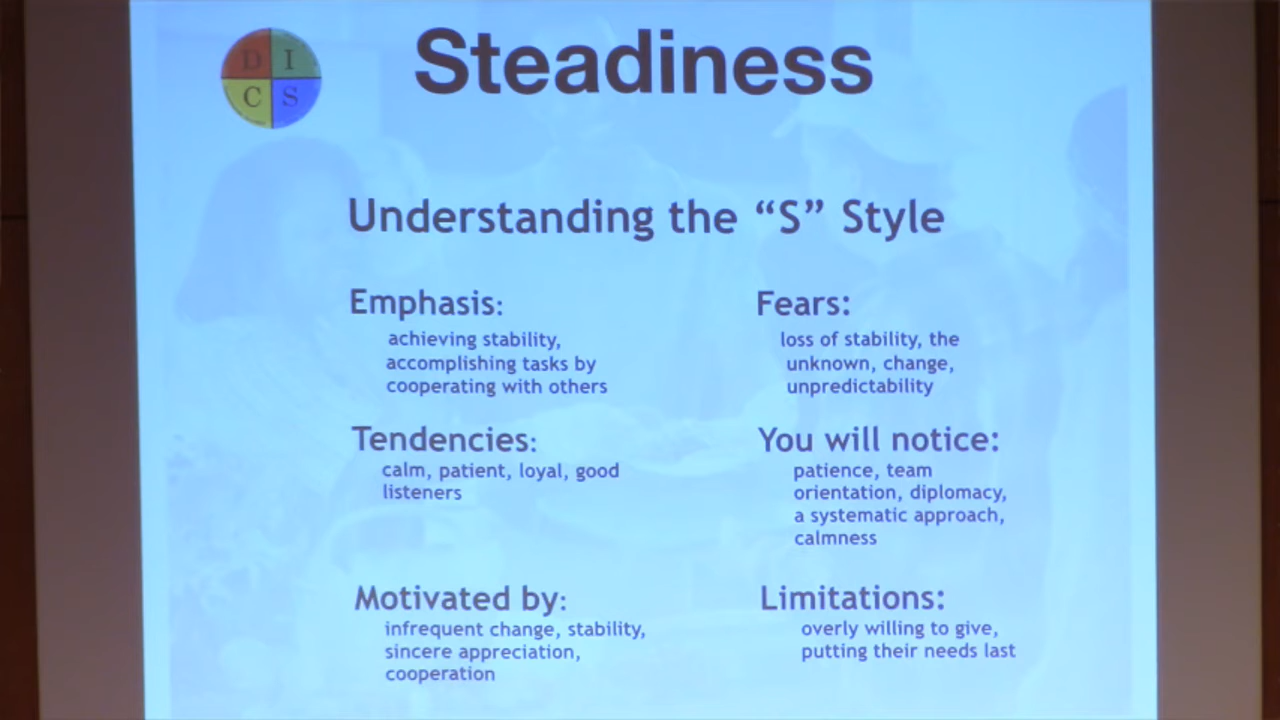 D I
C S
Steadiness
Understanding the “S” Style
Emphasis:
achieving stability,
accomplishing tasks by
cooperating with others
Tendencies:
calm, patient, loyal, good
listeners
Motivated by:
infrequent change, stability,
sincere appreciation,
cooperation
Fears:
loss of stability, the
unknown, change,
unpredictability
You will notice:
patience, team
orientation, diplomacy,
a systematic approach,
calmness
Limitations:
overly willing to give,
putting their needs last